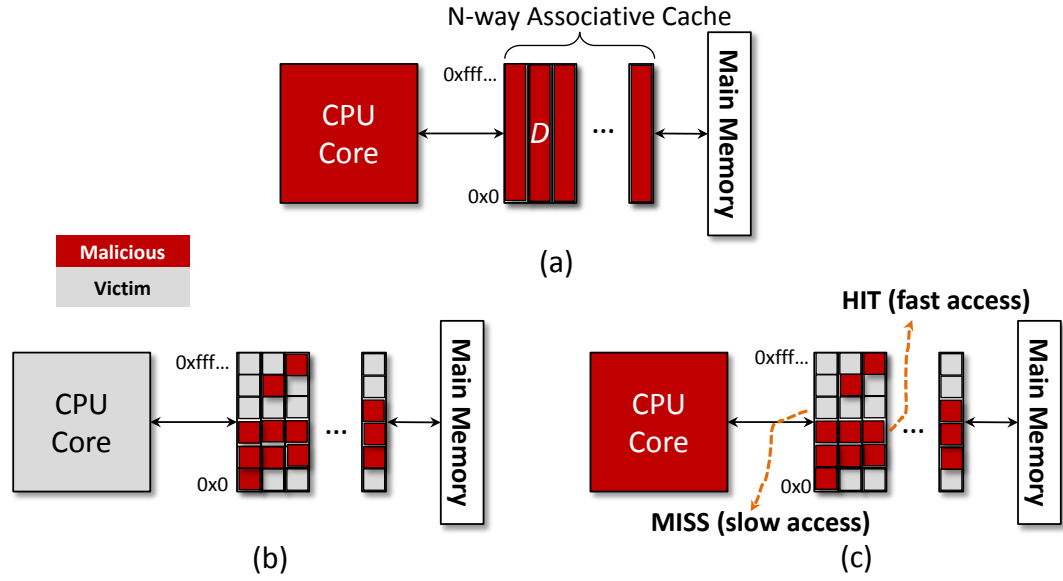 N-way Associative Cache
0xfff...
CPU
Core
D
...
0x0
Main Memory
(a)
Malicious
Victim
HIT (fast access)
0xfff...
CPU
Core
...
0x0
Main Memory
(b)
0xfff...
CPU
Core
...
0x0
Main Memory
MISS (slow access)
(c)